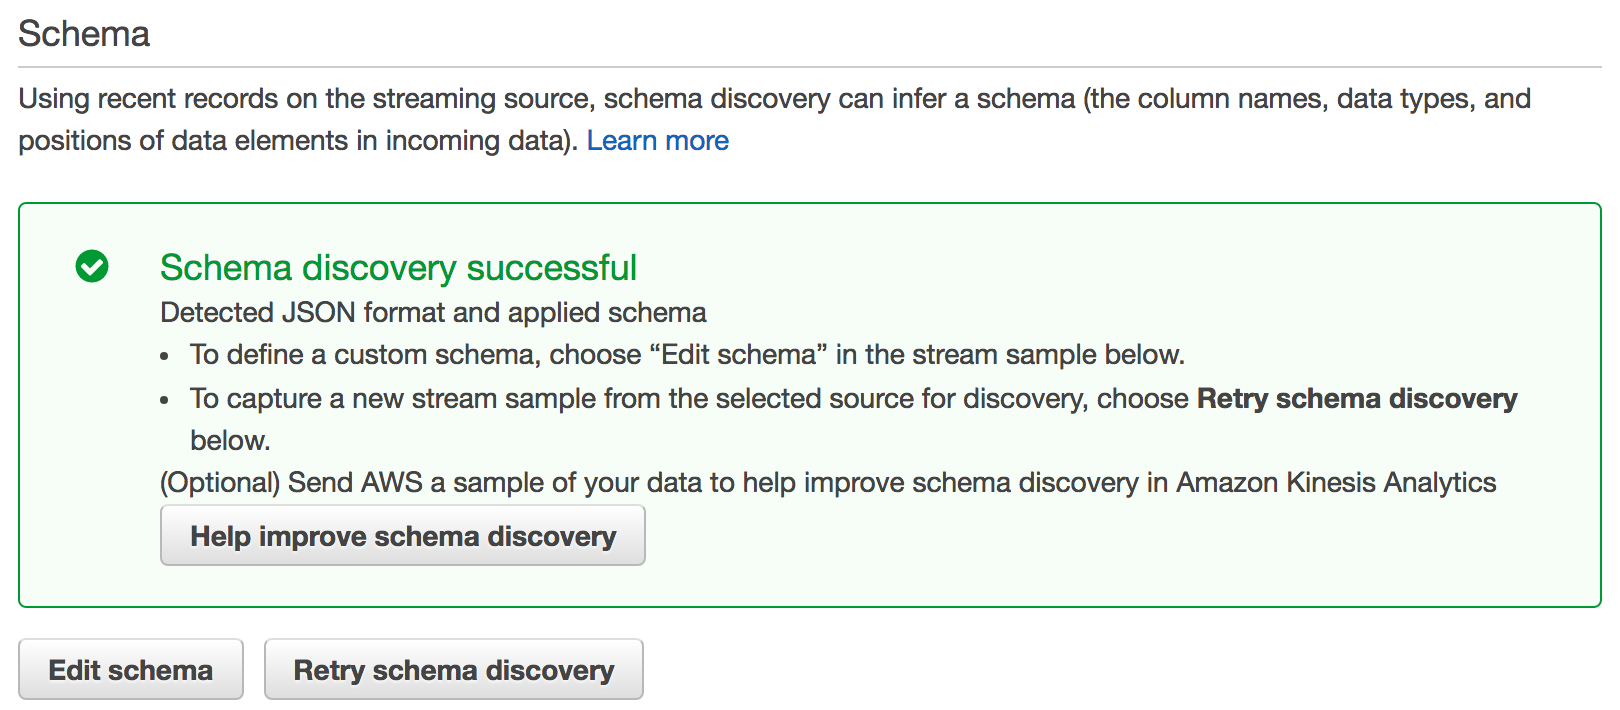 Schema
Using recent records on the streaming source, schema discovery can infer a schema (the column names, data types, and
positions of data elements in incoming data). Learn more
Schema discovery successful
Detected JSON format and applied schema
• To define a custom schema, choose “Edit schema” in the stream sample below.
• To capture a new stream sample from the selected source for discovery, choose Retry schema discovery
below.
(Optional) Send AWS a sample of your data to help improve schema discovery in Amazon Kinesis Analytics
Help improve schema discovery
Edit schema Retry schema discovery